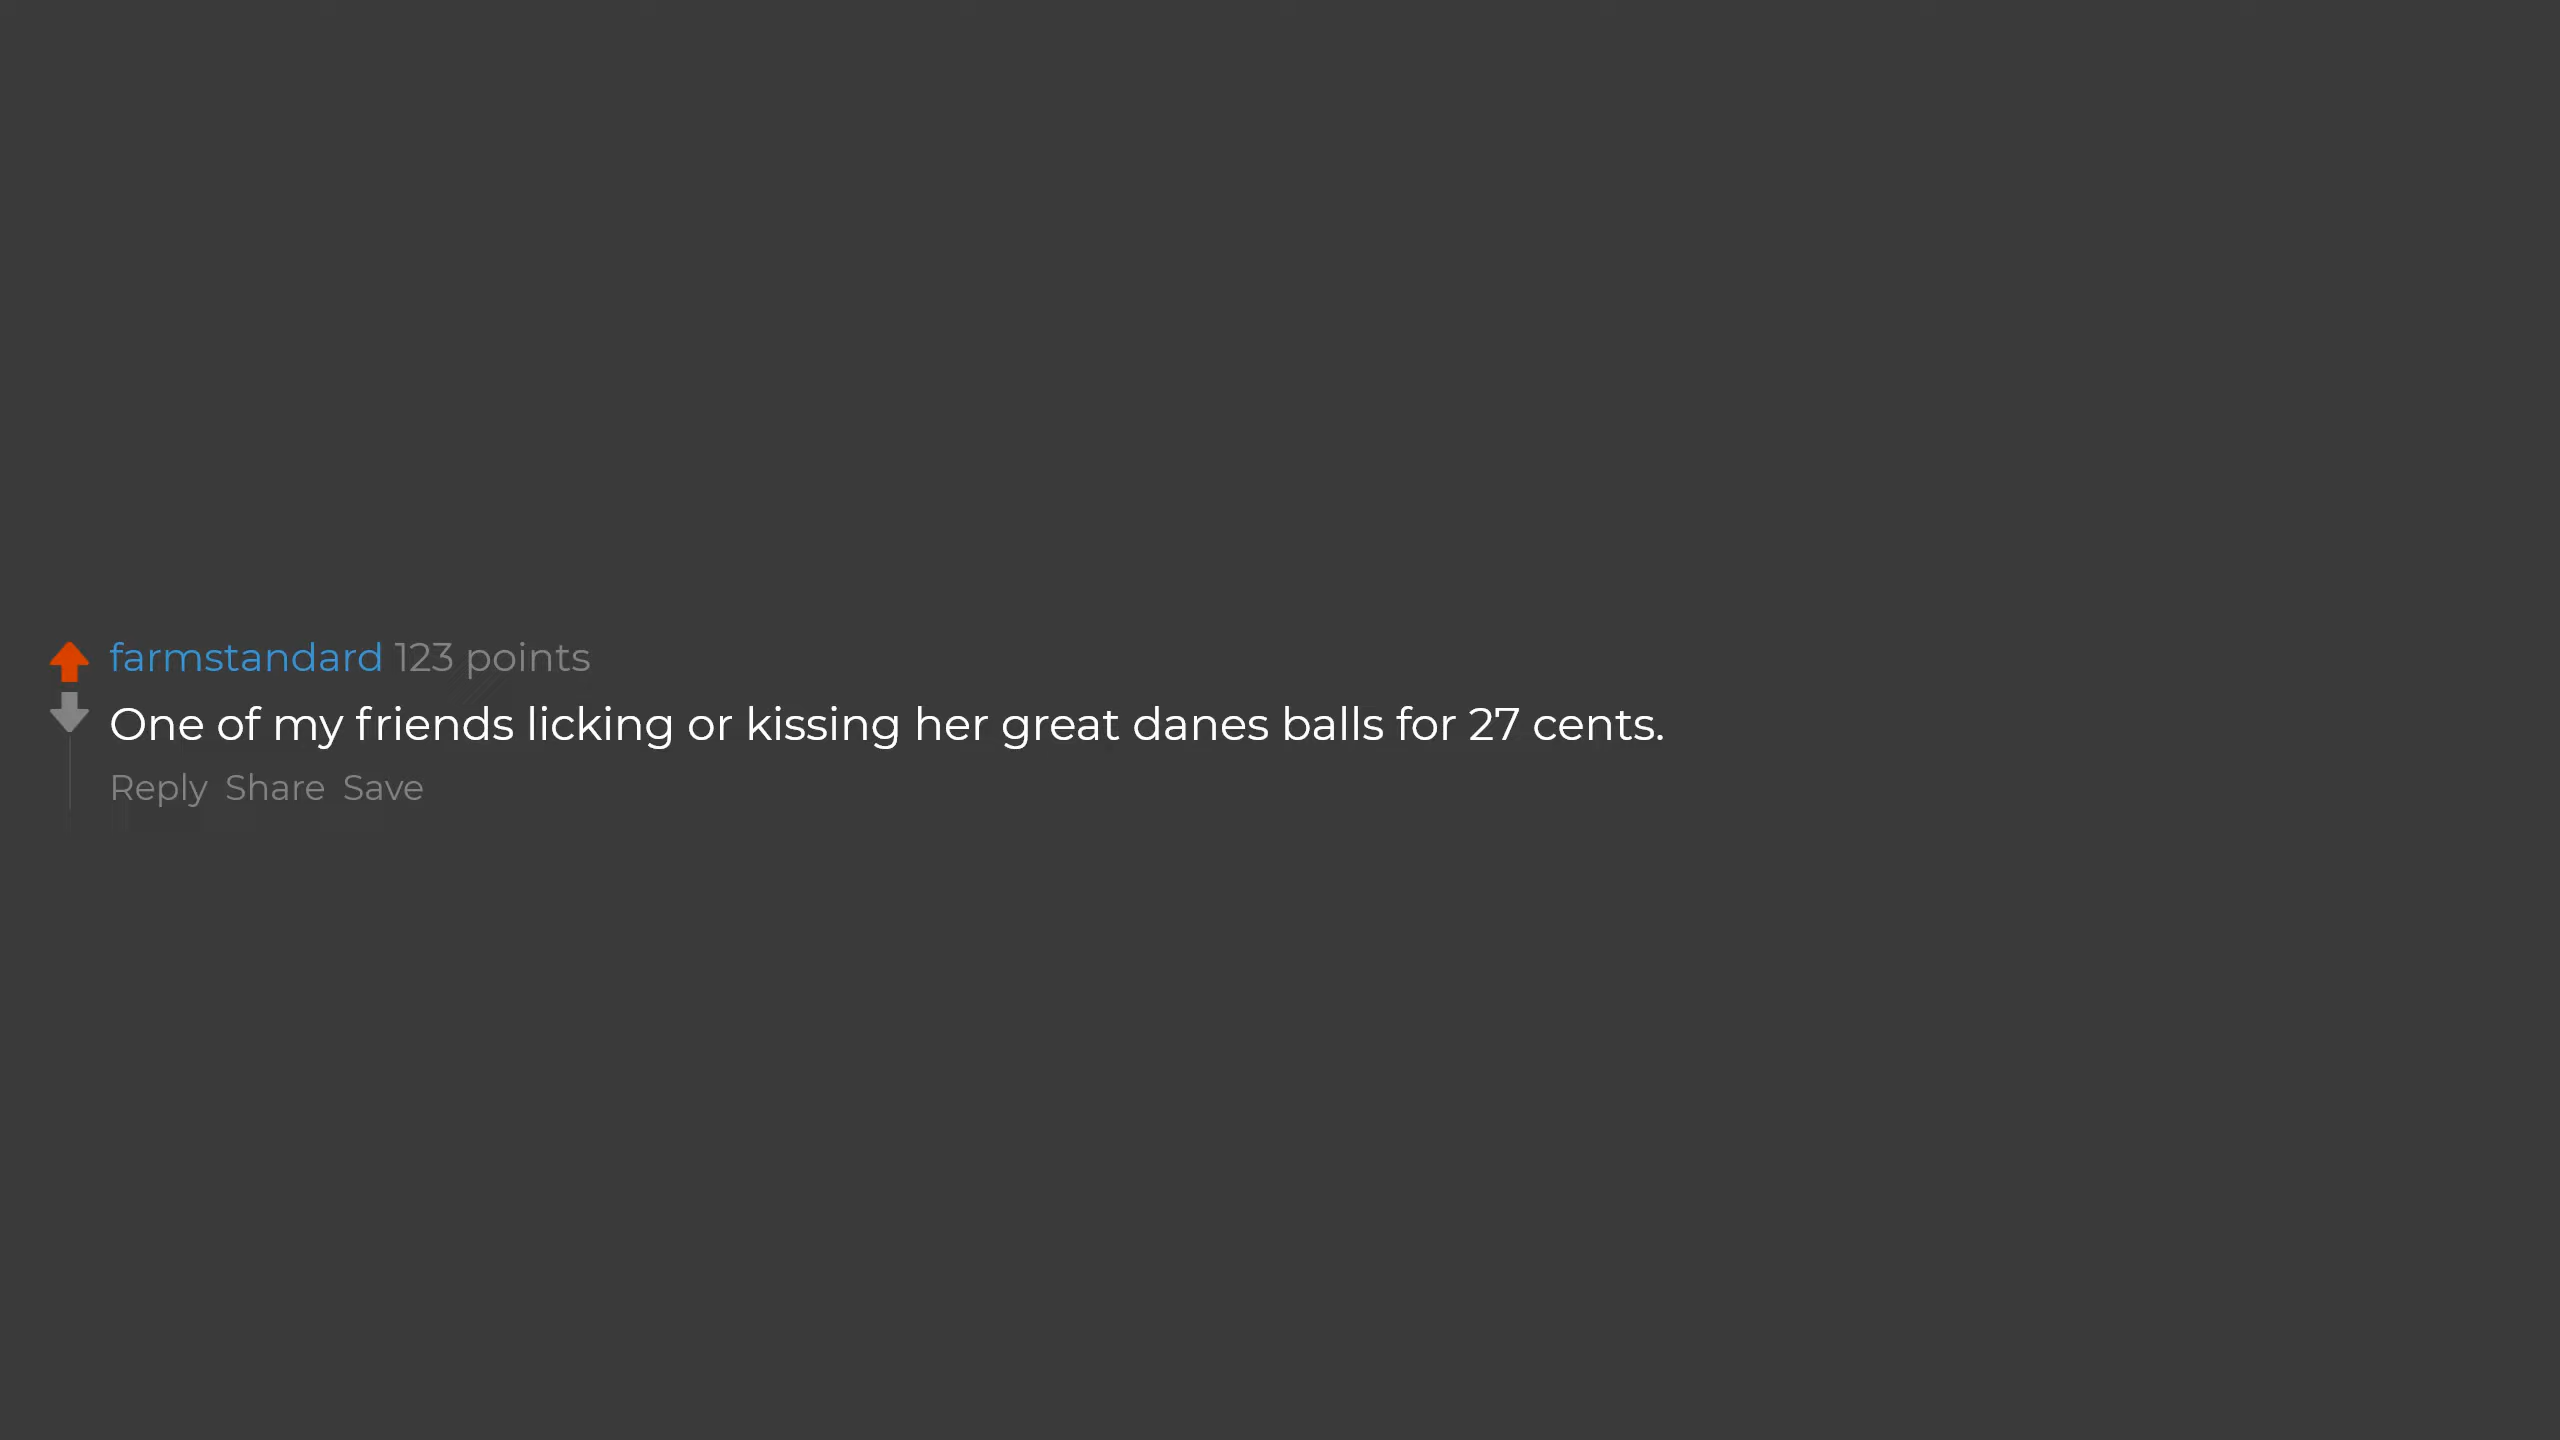 farmstandard 123 points
One of my friends licking or kissing her great danes balls for 27 cents.
Reply Share Save